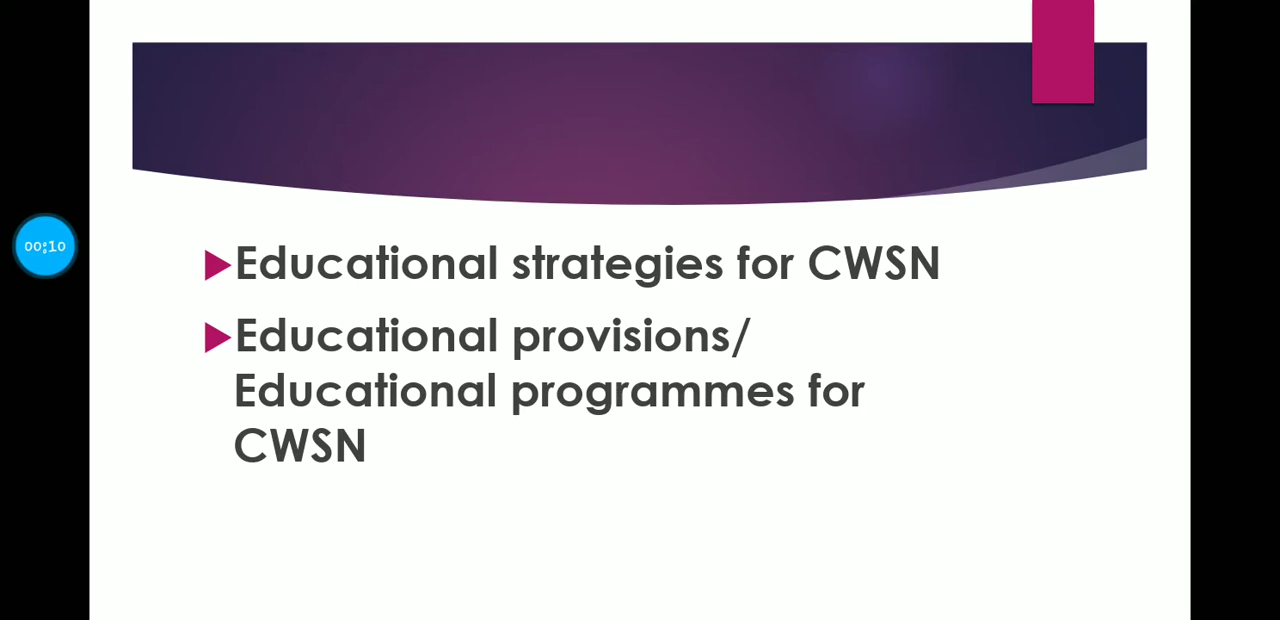 Educational strategies for CWSN
00:10
Educational provisions/
Educational programmes for
CWSN